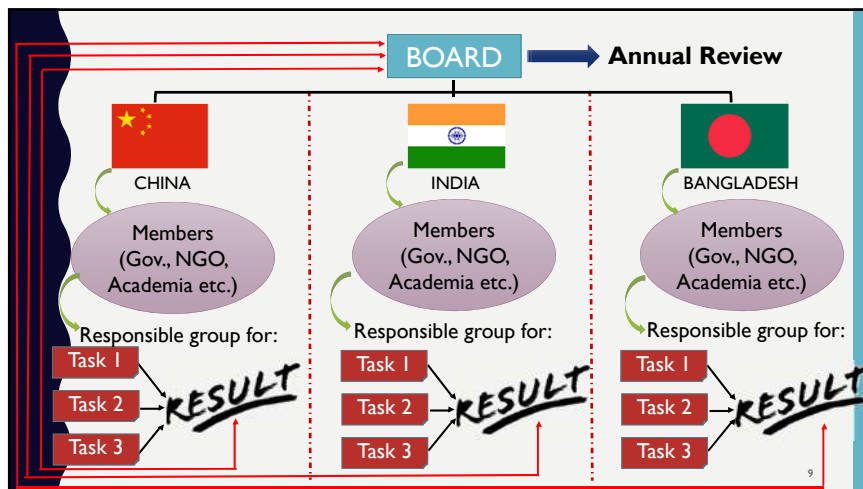 BOARD
Annual Review
CHINA
Members
(Gov., NGO,
Academia etc.)
Responsible group for:
Task 1
Task 2
Task 3
RESULT
INDIA
Members
(Gov., NGO,
Academia etc.)
Responsible group for:
Task 1
Task 2
Task 3
RESULT
BANGLADESH
Members
(Gov., NGO,
Academia etc.)
Responsible group for:
Task 1
Task 2
Task 3
RESULT
9